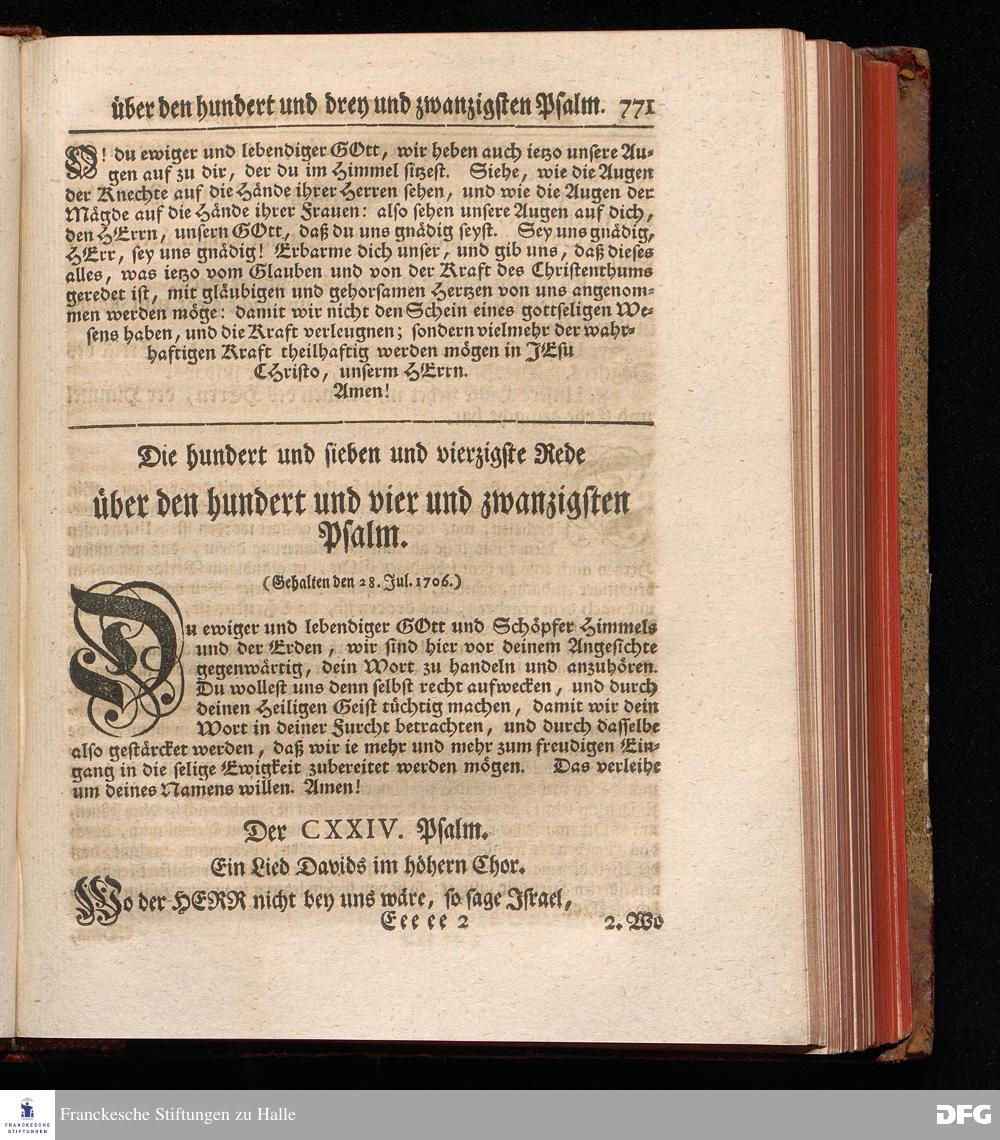 über den hundert und drey und zwanzigsten Psalm. 771
O! du ewiger und lebendiger GOtt, wir heben auch ietzo unsere Au-
gen auf zu dir, der du im Himmel sitzest. Siehe, wie die Augen
der Knechte auf die Hände ihrer Herren sehen, und wie die Augen der
Mägde auf die Hände ihrer Frauen: also sehen unsere Augen auf dich,
den HErrn, unsern GOtt, daß du uns gnädig seyst. Sey uns gnädig,
HErr, sey uns gnädig! Erbarme dich unser, und gib uns, daß dieses
alles, was ietzo vom Glauben und von der Kraft des Christenthums
geredet ist, mit gläubigen und gehorsamen Hertzen von uns angenom-
men werden möge: damit wir nicht den Schein eines gottseligen We-
sens haben, und die Kraft verleugnen; sondern vielmehr der wahr-
haftigen Kraft theilhaftig werden mögen in JEsu
CHristo, unserm HErrn.
Amen!
Die hundert und sieben und vierzigste Rede
über den hundert und vier und zwanzigsten
Psalm.
(Gehalten den 28. Jul. 1706.)
Du ewiger und lebendiger GOtt und Schöpfer Himmels
und der Erden, wir sind hier vor deinem Angesichte
gegenwärtig, dein Wort zu handeln und anzuhören.
Du wollest uns denn selbst recht aufwecken, und durch
deinen Heiligen Geist tüchtig machen, damit wir dein
Wort in deiner Furcht betrachten, und durch dasselbe
also gestärcket werden, daß wir ie mehr und mehr zum freudigen Ein-
gang in die selige Ewigkeit zubereitet werden mögen. Das verleihe
um deines Namens willen. Amen!
Der CXXIV. Psalm.
Ein Lied Davids im höhern Chor.
Wo der HERR nicht bey uns wäre, so sage Israel,
Eee ee 2 2. Wo
FRANCKESCHE
STIFTUNGEN
Franckesche Stiftungen zu Halle
DFG